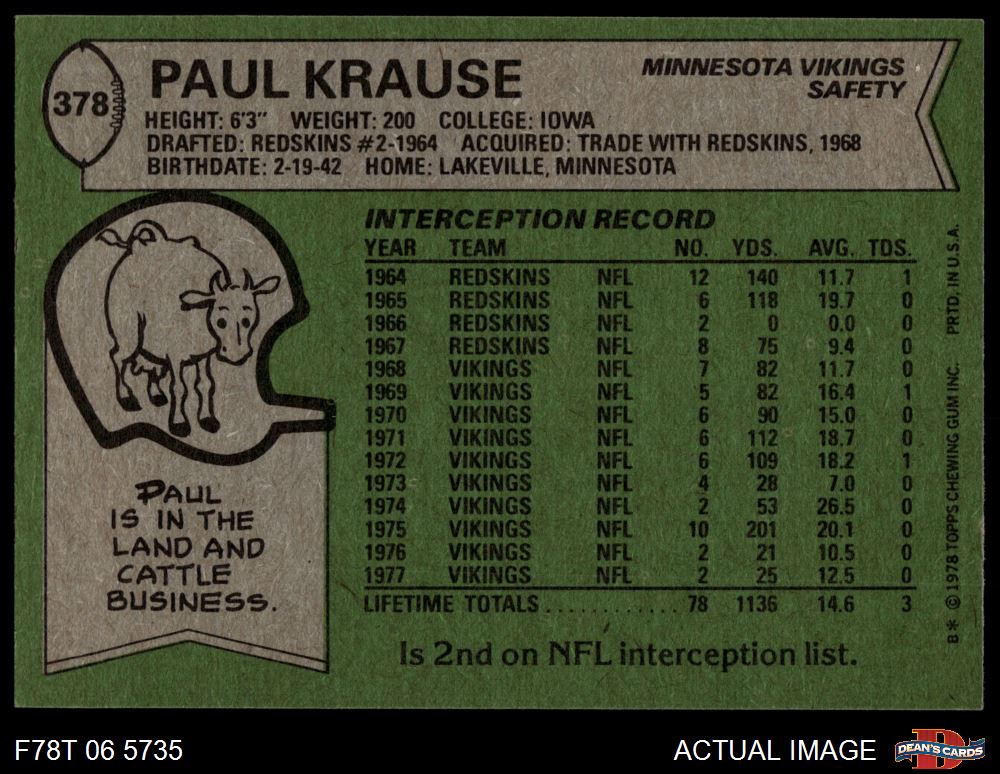 378
PAUL KRAUSE
MINNESOTA VIKINGS
SAFETY
HEIGHT: 6'3" WEIGHT: 200 COLLEGE: IOWA
DRAFTED: REDSKINS #2-1964 ACQUIRED: TRADE WITH REDSKINS, 1968
BIRTHDATE: 2-19-42 HOME: LAKEVILLE, MINNESOTA
INTERCEPTION RECORD
YEAR TEAM NO. YDS. AVG. TDS.
1964 REDSKINS NFL 12 140 11.7 1
1965 REDSKINS NFL 6 118 19.7 0
1966 REDSKINS NFL 2 0 0.0 0
1967 REDSKINS NFL 8 75 9.4 0
1968 VIKINGS NFL 7 82 11.7 0
1969 VIKINGS NFL 5 82 16.4 1
1970 VIKINGS NFL 6 90 15.0 0
1971 VIKINGS NFL 6 112 18.7 0
1972 VIKINGS NFL 6 109 18.2 1
1973 VIKINGS NFL 4 28 7.0 0
1974 VIKINGS NFL 2 53 26.5 0
1975 VIKINGS NFL 10 201 20.1 0
1976 VIKINGS NFL 2 21 10.5 0
1977 VIKINGS NFL 2 25 12.5 0
LIFETIME TOTALS............ 78 1136 14.6 3
Is 2nd on NFL interception list.
PAUL
IS IN THE
LAND AND
CATTLE
BUSINESS.
B* © 1978 TOPPS CHEWING GUM INC. PRTD. IN U.S.A.
F78T 06 5735
ACTUAL IMAGE
D
DEAN'S CARDS